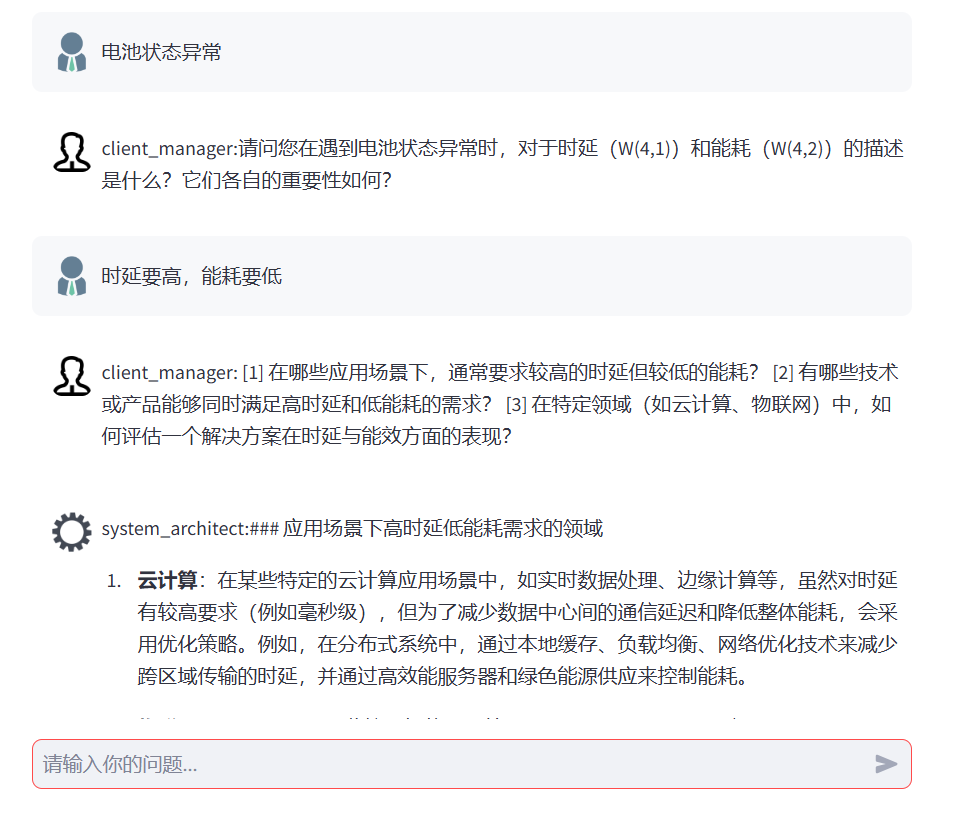 电池状态异常
client_manager:请问您在遇到电池状态异常时，对于时延（W(4,1)）和能耗（W(4,2)）的描述
是什么？它们各自的重要性如何？
时延要高，能耗要低
client_manager: [1] 在哪些应用场景下，通常要求较高的时延但较低的能耗？ [2] 有哪些技术
或产品能够同时满足高时延和低能耗的需求？ [3] 在特定领域（如云计算、物联网）中，如
何评估一个解决方案在时延与能效方面的表现？
system_architect:### 应用场景下高时延低能耗需求的领域
1. 云计算：在某些特定的云计算应用场景中，如实时数据处理、边缘计算等，虽然对时延
有较高要求（例如毫秒级），但为了减少数据中心间的通信延迟和降低整体能耗，会采
用优化策略。例如，在分布式系统中，通过本地缓存、负载均衡、网络优化技术来减少
跨区域传输的时延，并通过高效能服务器和绿色能源供应来控制能耗。
请输入你的问题...